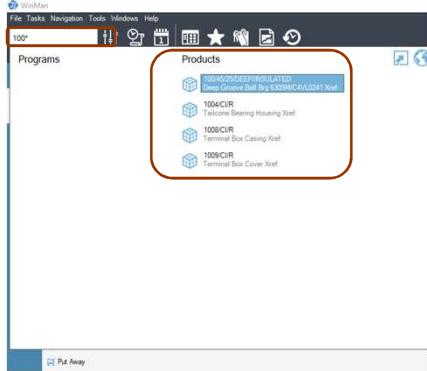 WinMan
File Tasks Navigation Tools Windows Help
100*
Programs
Products
100/45/25/DEEP/INSULATED
Deep Groove Ball Brg 6309M/C4VL0241 Xref:
1004/CI/R
Tailcone Bearing Housing Xref:
1008/CI/R
Terminal Box Casing Xref:
1009/CI/R
Terminal Box Cover Xref:
Put Away